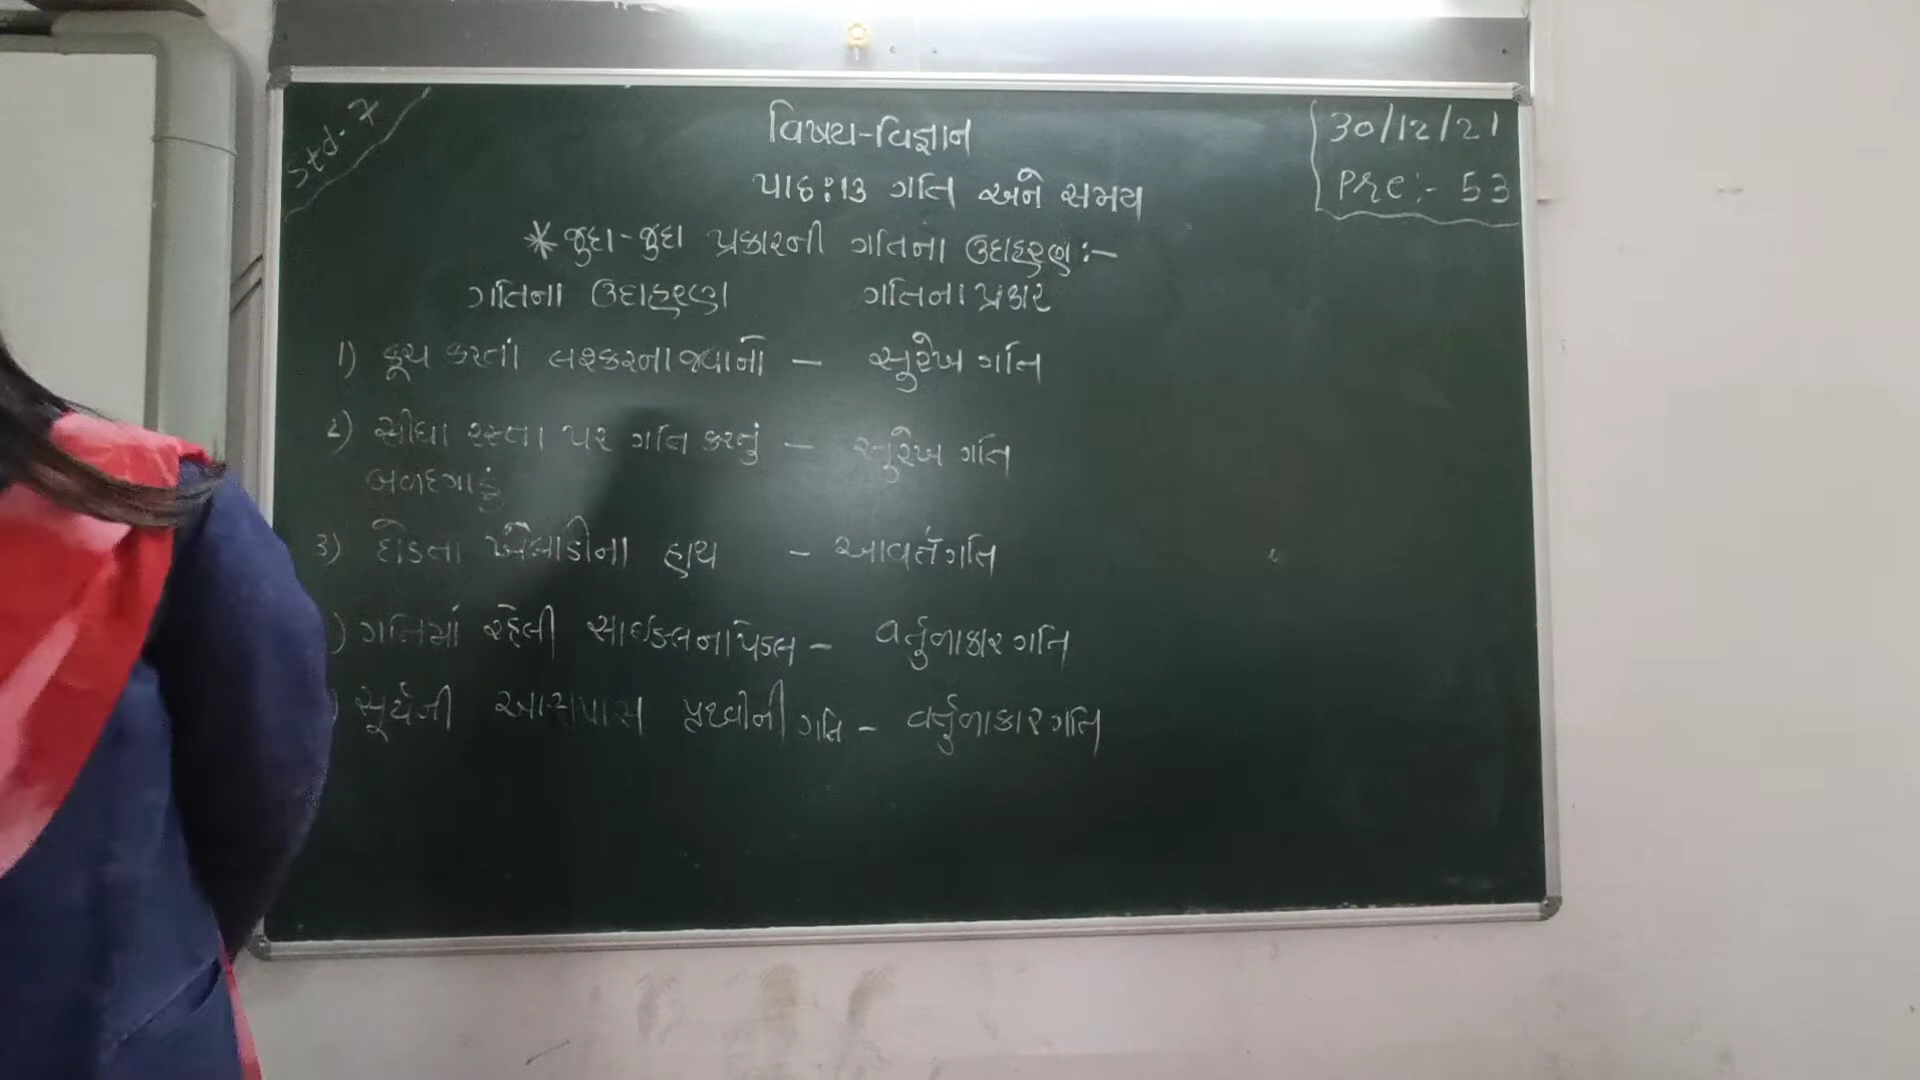 Std-7
વિષય-વિજ્ઞાન
30/12/21
Pre:- 53
પાઠ:13 ગતિ અને સમય
* જુદા-જુદા પ્રકારની ગતિના ઉદાહરણ:-
ગતિના ઉદાહરણ ગતિના પ્રકાર
1) કૂચ કરતાં લશ્કરના જવાનો - સુરેખ ગતિ
2) સીધા રસ્તા પર ગતિ કરતું - સુરેખ ગતિ
બળદગાડું
3) દોડતા ખેલાડીના હાથ - આવર્તગતિ
) ગતિમાં રહેલી સાઇકલના પેડલ - વર્તુળાકાર ગતિ
) સૂર્યની આસપાસ પૃથ્વીની ગતિ - વર્તુળાકાર ગતિ